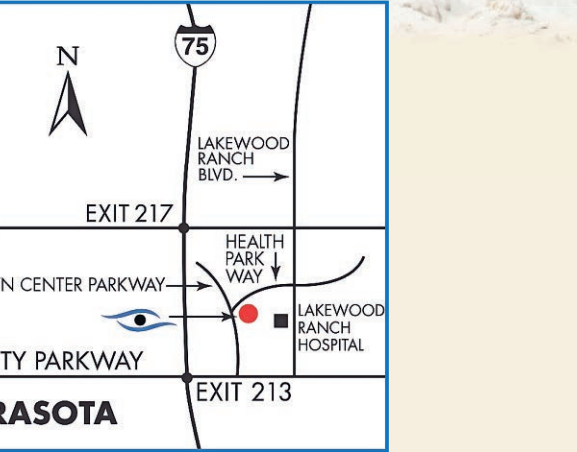 N
75
LAKEWOOD
RANCH
BLVD.
EXIT 217
HEALTH
PARK
WAY
N CENTER PARKWAY
LAKEWOOD
RANCH
HOSPITAL
TY PARKWAY
EXIT 213
RASOTA